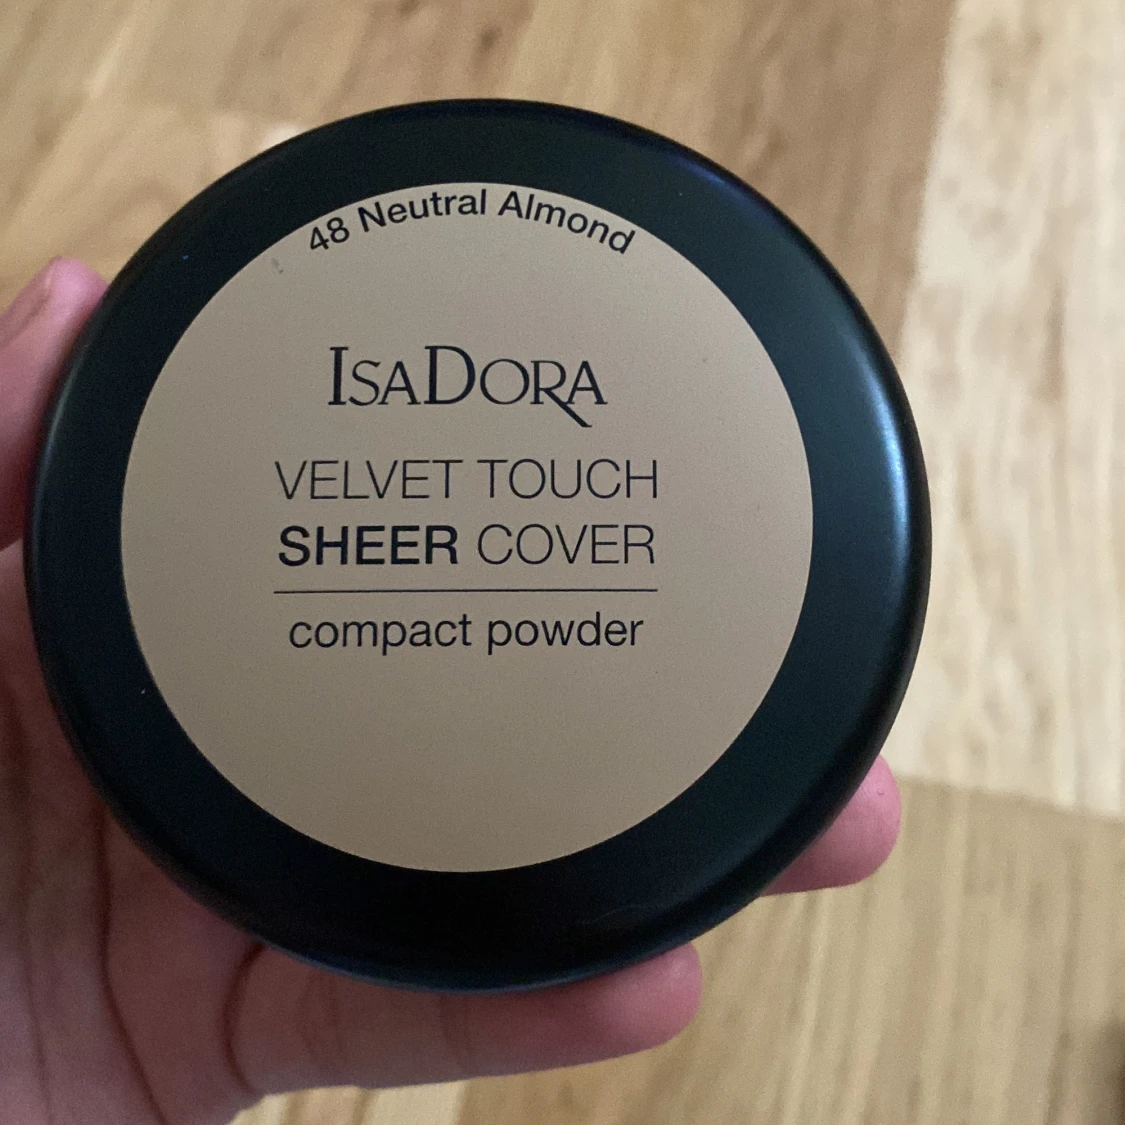 48 Neutral Almond
IsaDora
VELVET TOUCH
SHEER COVER
compact powder